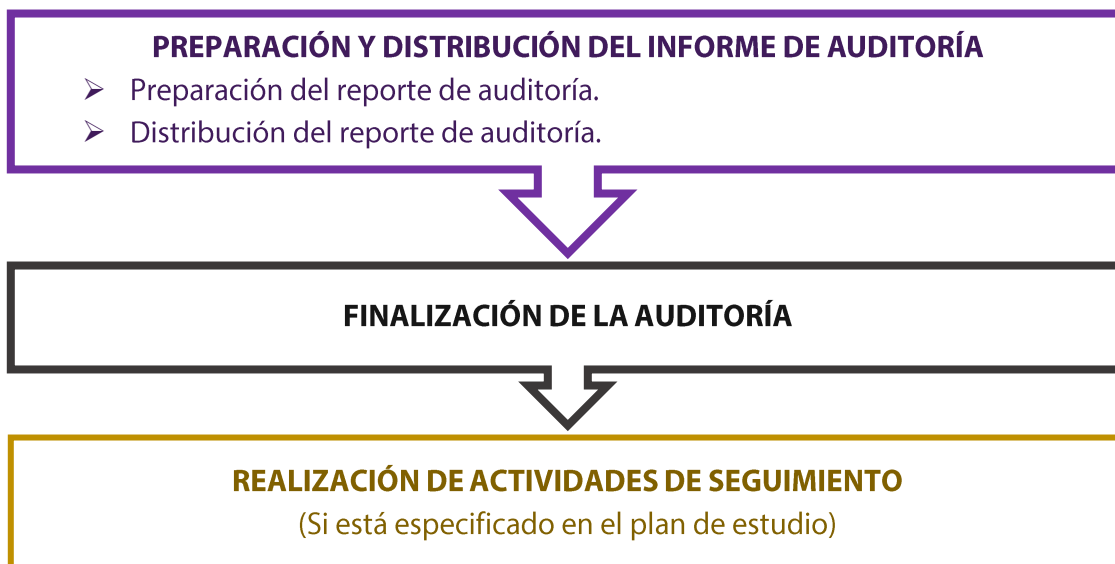 PREPARACIÓN Y DISTRIBUCIÓN DEL INFORME DE AUDITORÍA
➢ Preparación del reporte de auditoría.
➢ Distribución del reporte de auditoría.
FINALIZACIÓN DE LA AUDITORÍA
REALIZACIÓN DE ACTIVIDADES DE SEGUIMIENTO
(Si está especificado en el plan de estudio)